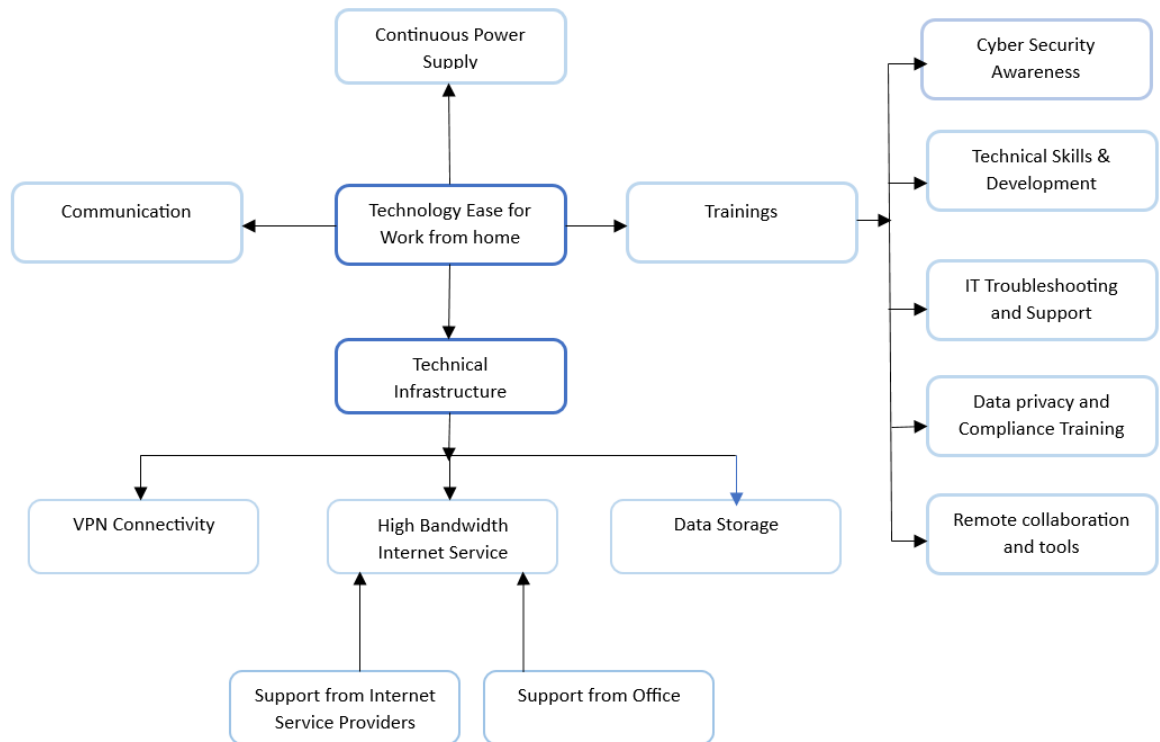 Continuous Power
Supply
Cyber Security
Awareness
Technical Skills &
Development
Communication
Technology Ease for
Work from home
Trainings
IT Troubleshooting
and Support
Technical
Infrastructure
Data privacy and
Compliance Training
VPN Connectivity
High Bandwidth
Internet Service
Data Storage
Remote collaboration
and tools
Support from Internet
Service Providers
Support from Office